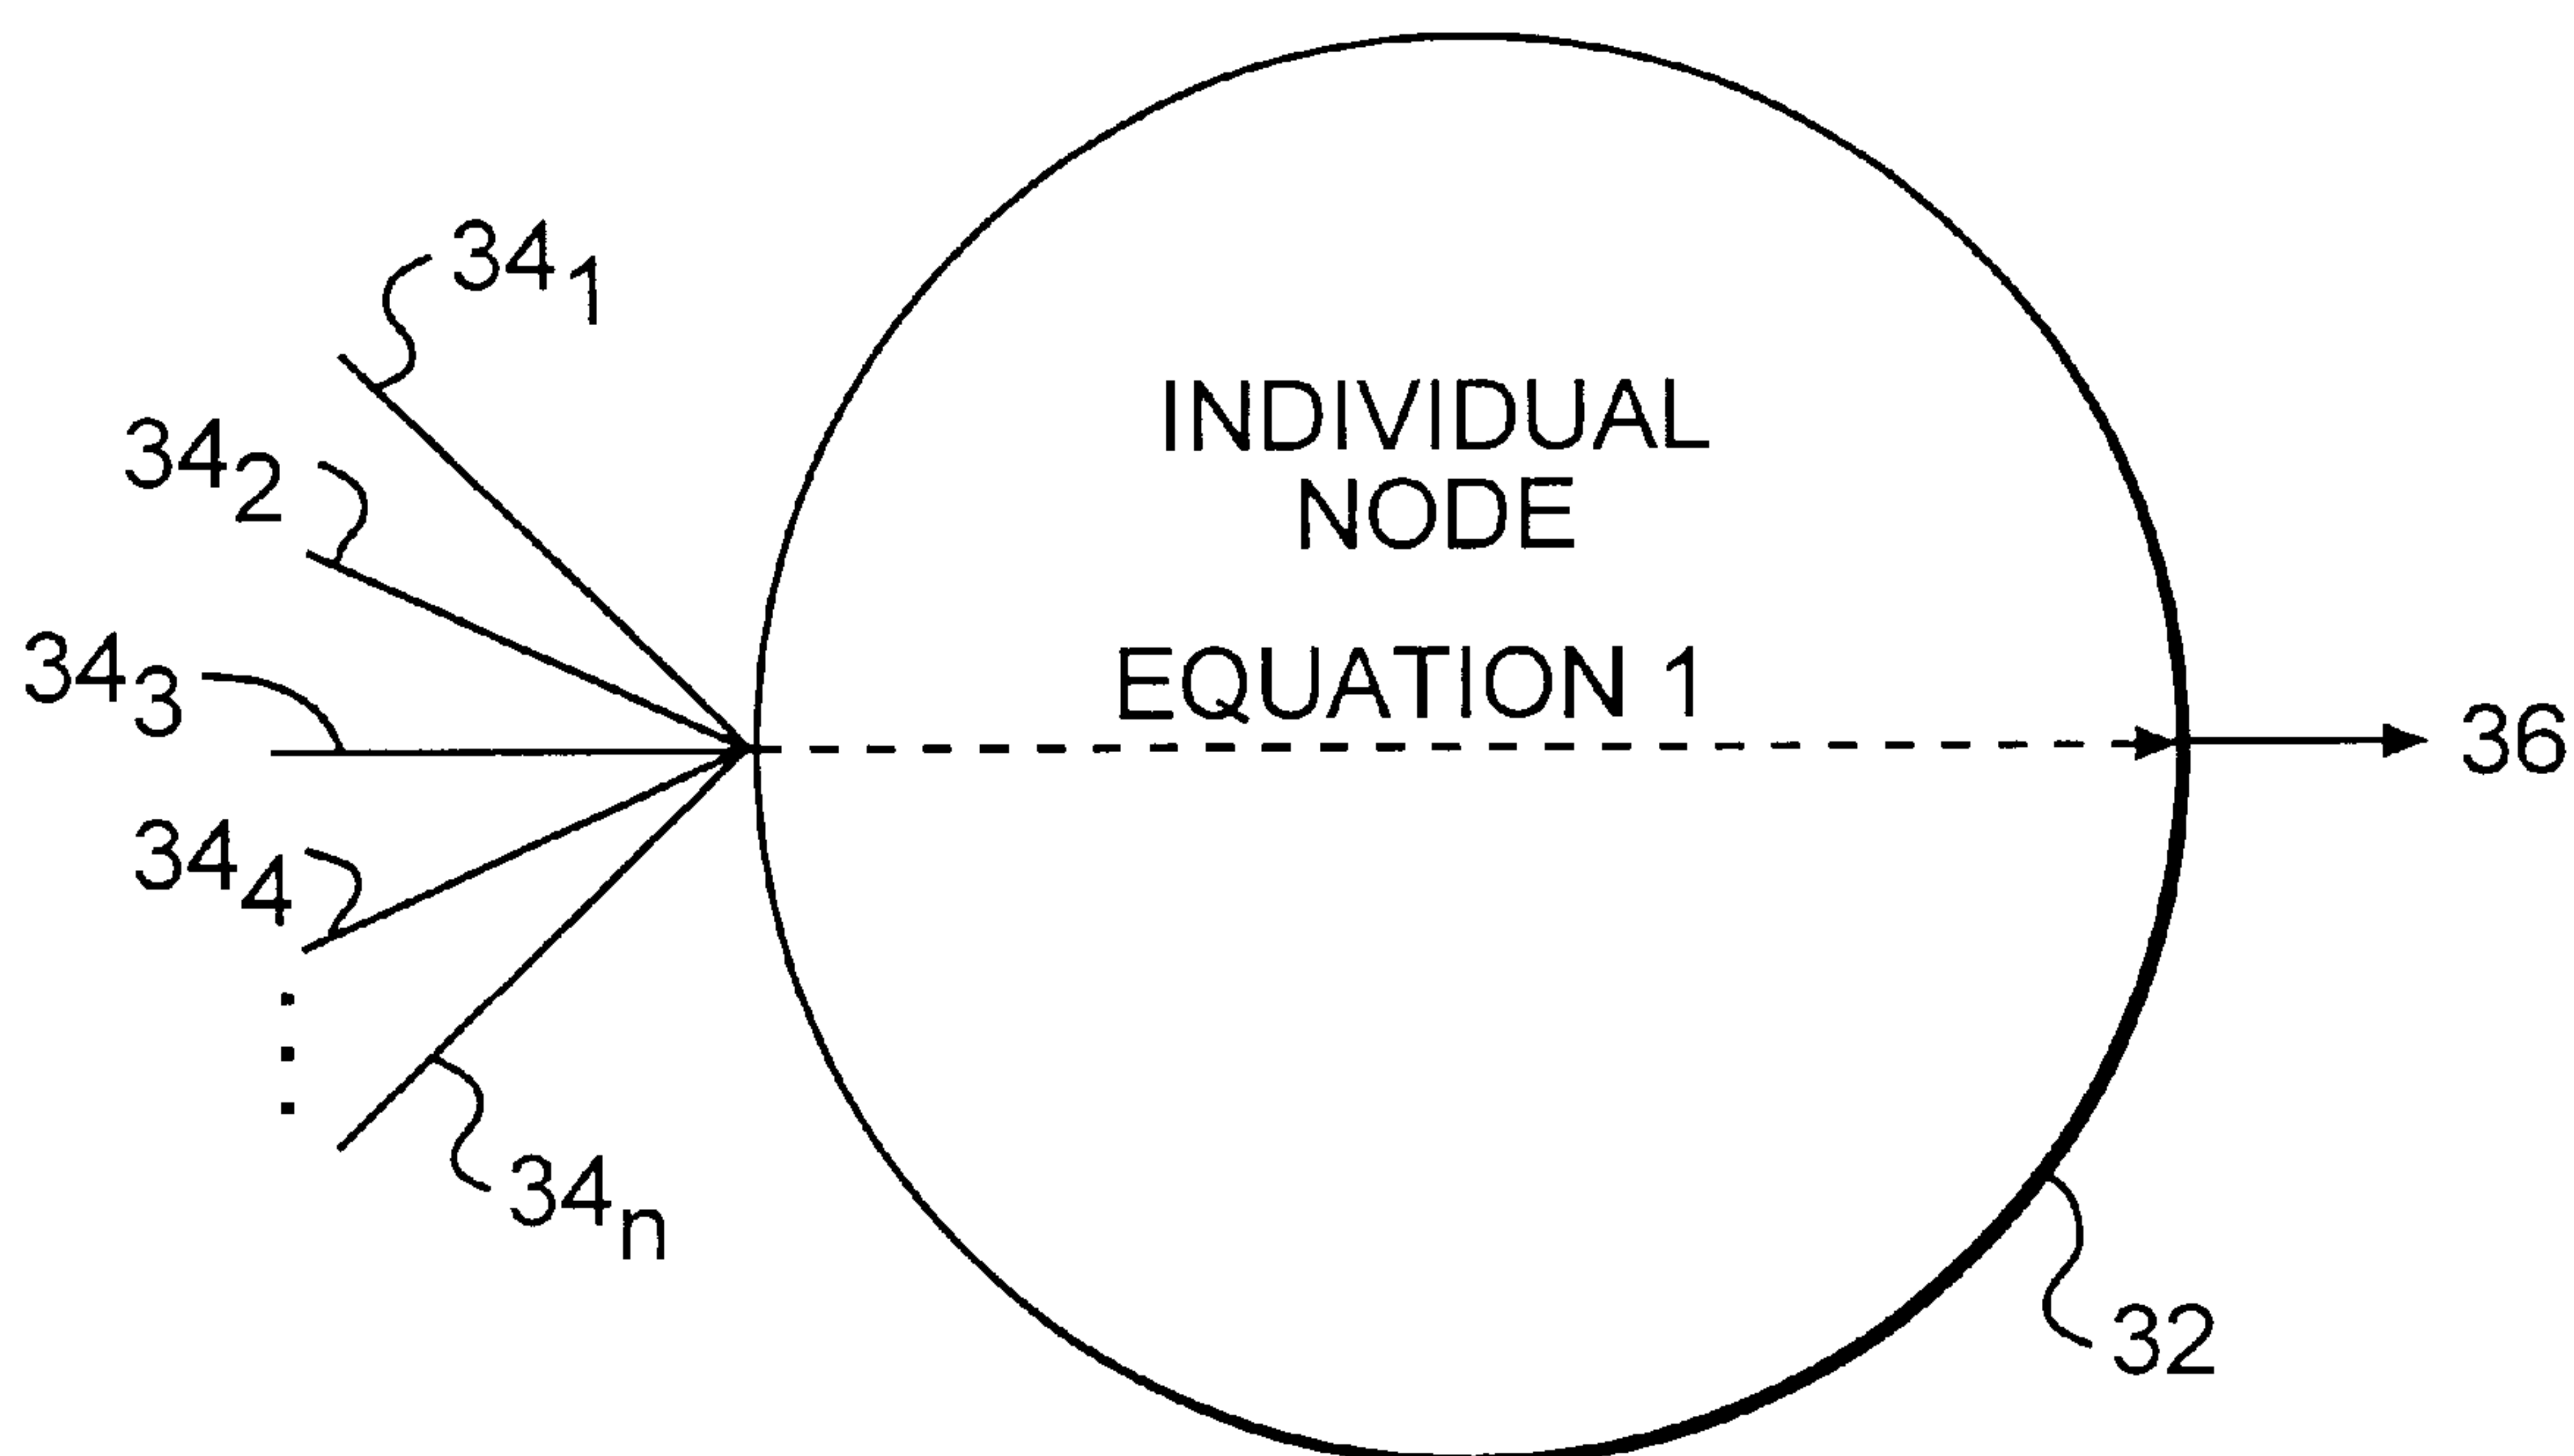 34₁
34₂
34₃
34₄
34ₙ
INDIVIDUAL
NODE
EQUATION 1
36
32